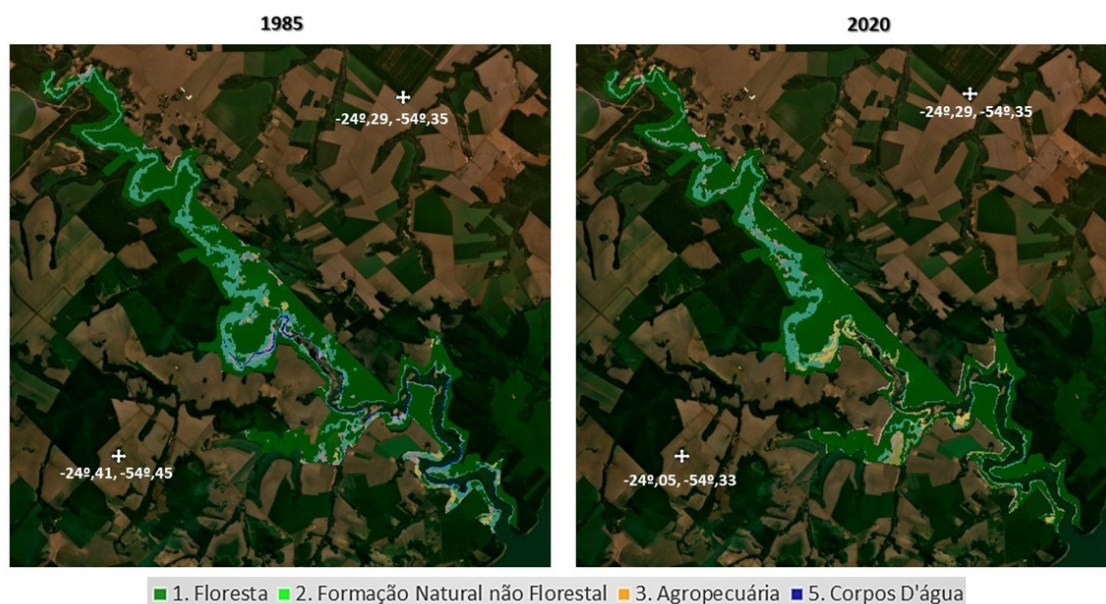 1985
2020
-24º,29, -54º,35
-24º,29, -54º,35
-24º,41, -54º,45
-24º,05, -54º,33
1. Floresta 2. Formação Natural não Florestal 3. Agropecuária 5. Corpos D'água